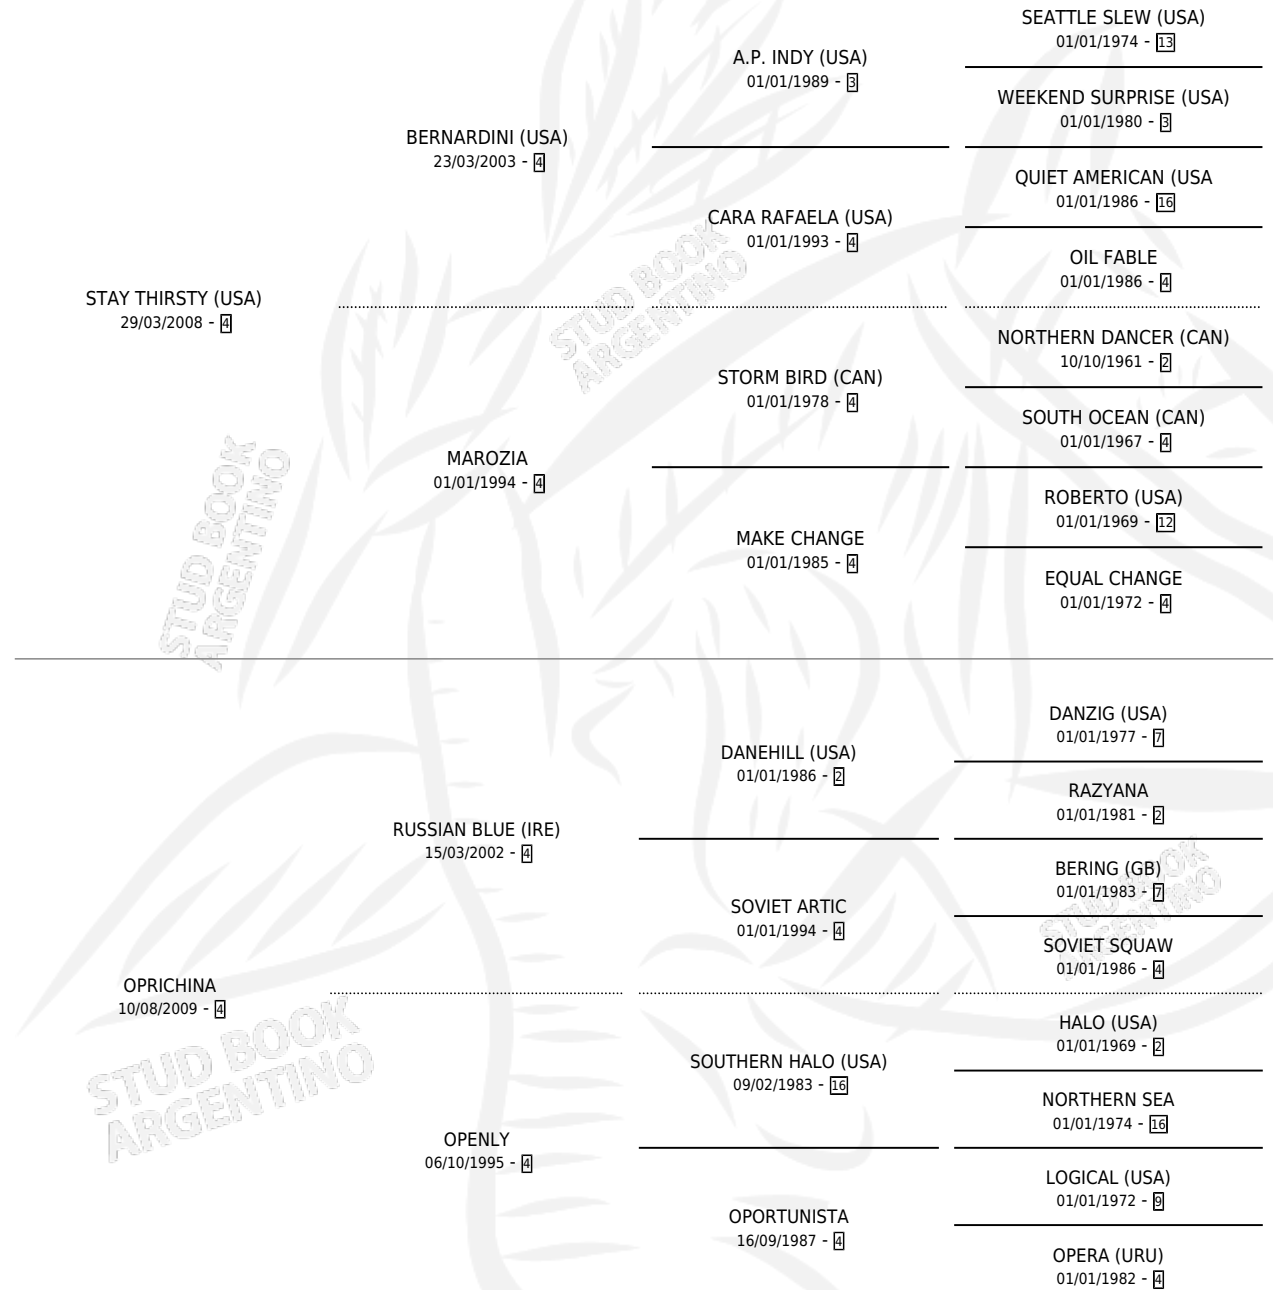 SEATTLE SLEW (USA)
01/01/1974 - 13
A.P. INDY (USA)
01/01/1989 - 3
WEEKEND SURPRISE (USA)
01/01/1980 - 3
BERNARDINI (USA)
23/03/2003 - 4
QUIET AMERICAN (USA
01/01/1986 - 16
CARA RAFAELA (USA)
01/01/1993 - 4
OIL FABLE
01/01/1986 - 4
STAY THIRSTY (USA)
29/03/2008 - 4
NORTHERN DANCER (CAN)
10/10/1961 - 2
STORM BIRD (CAN)
01/01/1978 - 4
SOUTH OCEAN (CAN)
01/01/1967 - 4
MAROZIA
01/01/1994 - 4
ROBERTO (USA)
01/01/1969 - 12
MAKE CHANGE
01/01/1985 - 4
EQUAL CHANGE
01/01/1972 - 4
DANZIG (USA)
01/01/1977 - 7
DANEHILL (USA)
01/01/1986 - 2
RAZYANA
01/01/1981 - 2
RUSSIAN BLUE (IRE)
15/03/2002 - 4
BERING (GB)
01/01/1983 - 7
SOVIET ARTIC
01/01/1994 - 4
SOVIET SQUAW
01/01/1986 - 4
OPRICHINA
10/08/2009 - 4
HALO (USA)
01/01/1969 - 2
SOUTHERN HALO (USA)
09/02/1983 - 16
NORTHERN SEA
01/01/1974 - 16
OPENLY
06/10/1995 - 4
LOGICAL (USA)
01/01/1972 - 9
OPORTUNISTA
16/09/1987 - 4
OPERA (URU)
01/01/1982 - 4
STUD BOOK
ARGENTINO
STUD BOOK
ARGENTINO
STUD BOOK
ARGENTINO
STUD BOOK
ARGENTINO